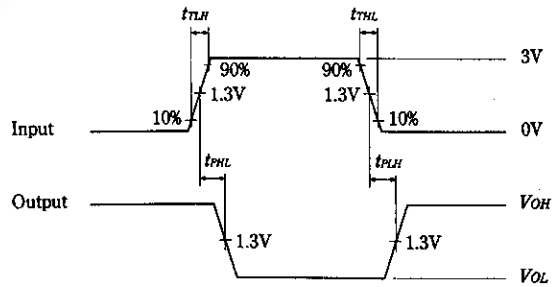 tTLH tTHL
90% 90% 3V
1.3V 1.3V
10% 10%
Input 0V
tPHL tPLH
Output VOH
1.3V 1.3V
VOL